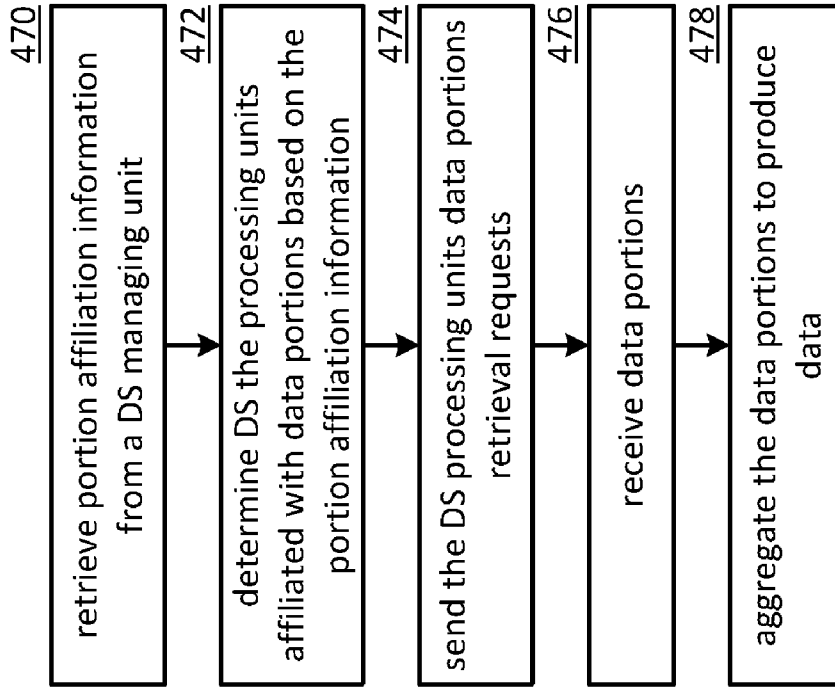 470
retrieve portion affiliation information
from a DS managing unit
472
determine DS the processing units
affiliated with data portions based on the
portion affiliation information
474
send the DS processing units data portions
retrieval requests
476
receive data portions
478
aggregate the data portions to produce
data